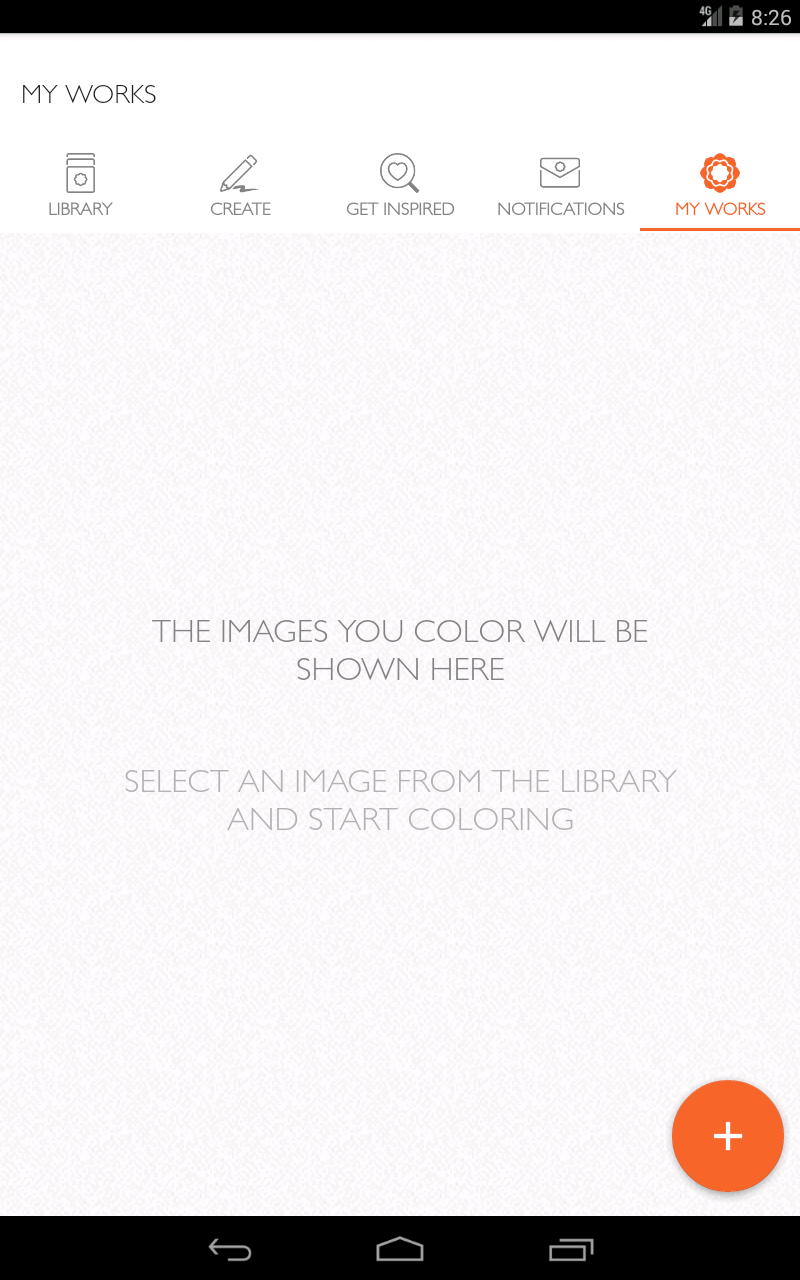 4G 8:26
MY WORKS
LIBRARY CREATE GET INSPIRED NOTIFICATIONS MY WORKS
THE IMAGES YOU COLOR WILL BE
SHOWN HERE
SELECT AN IMAGE FROM THE LIBRARY
AND START COLORING
+